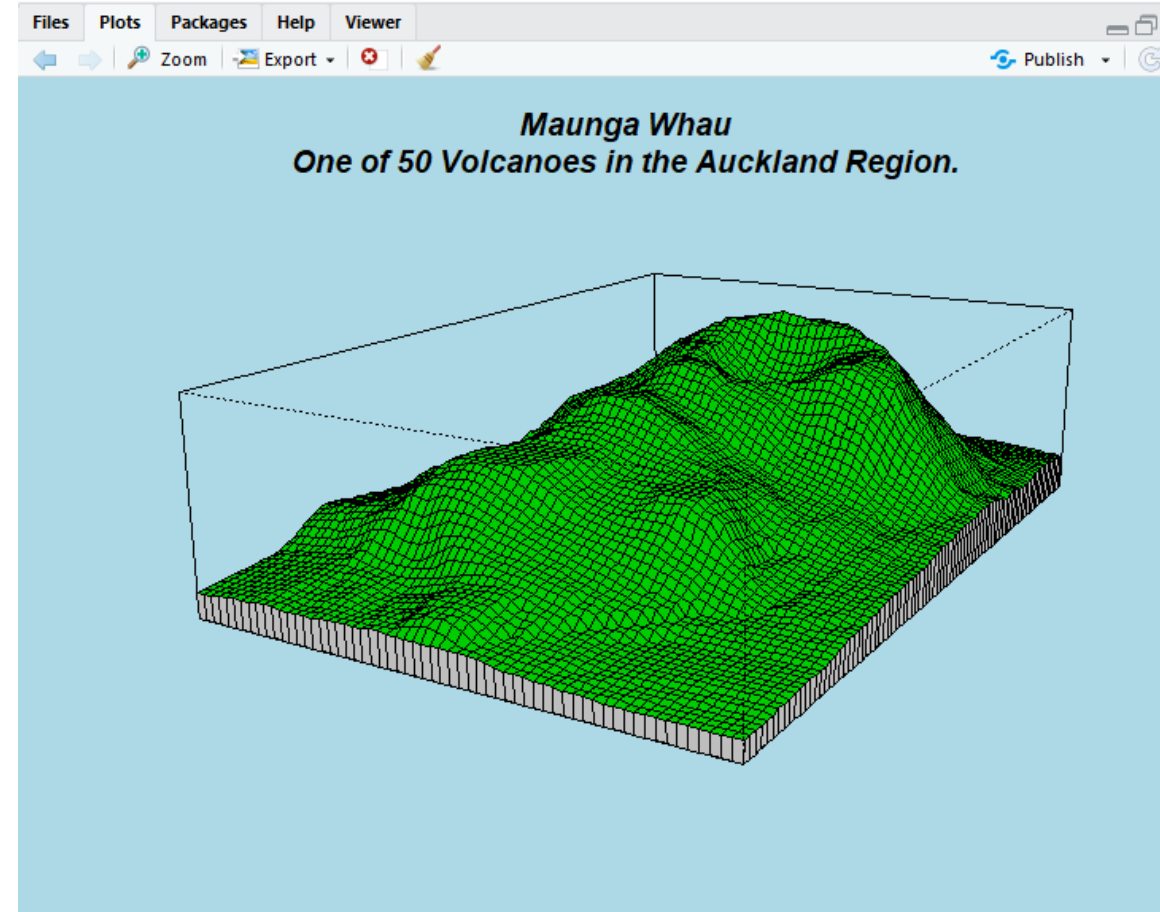 Files Plots Packages Help Viewer
Zoom Export Publish
Maunga Whau
One of 50 Volcanoes in the Auckland Region.